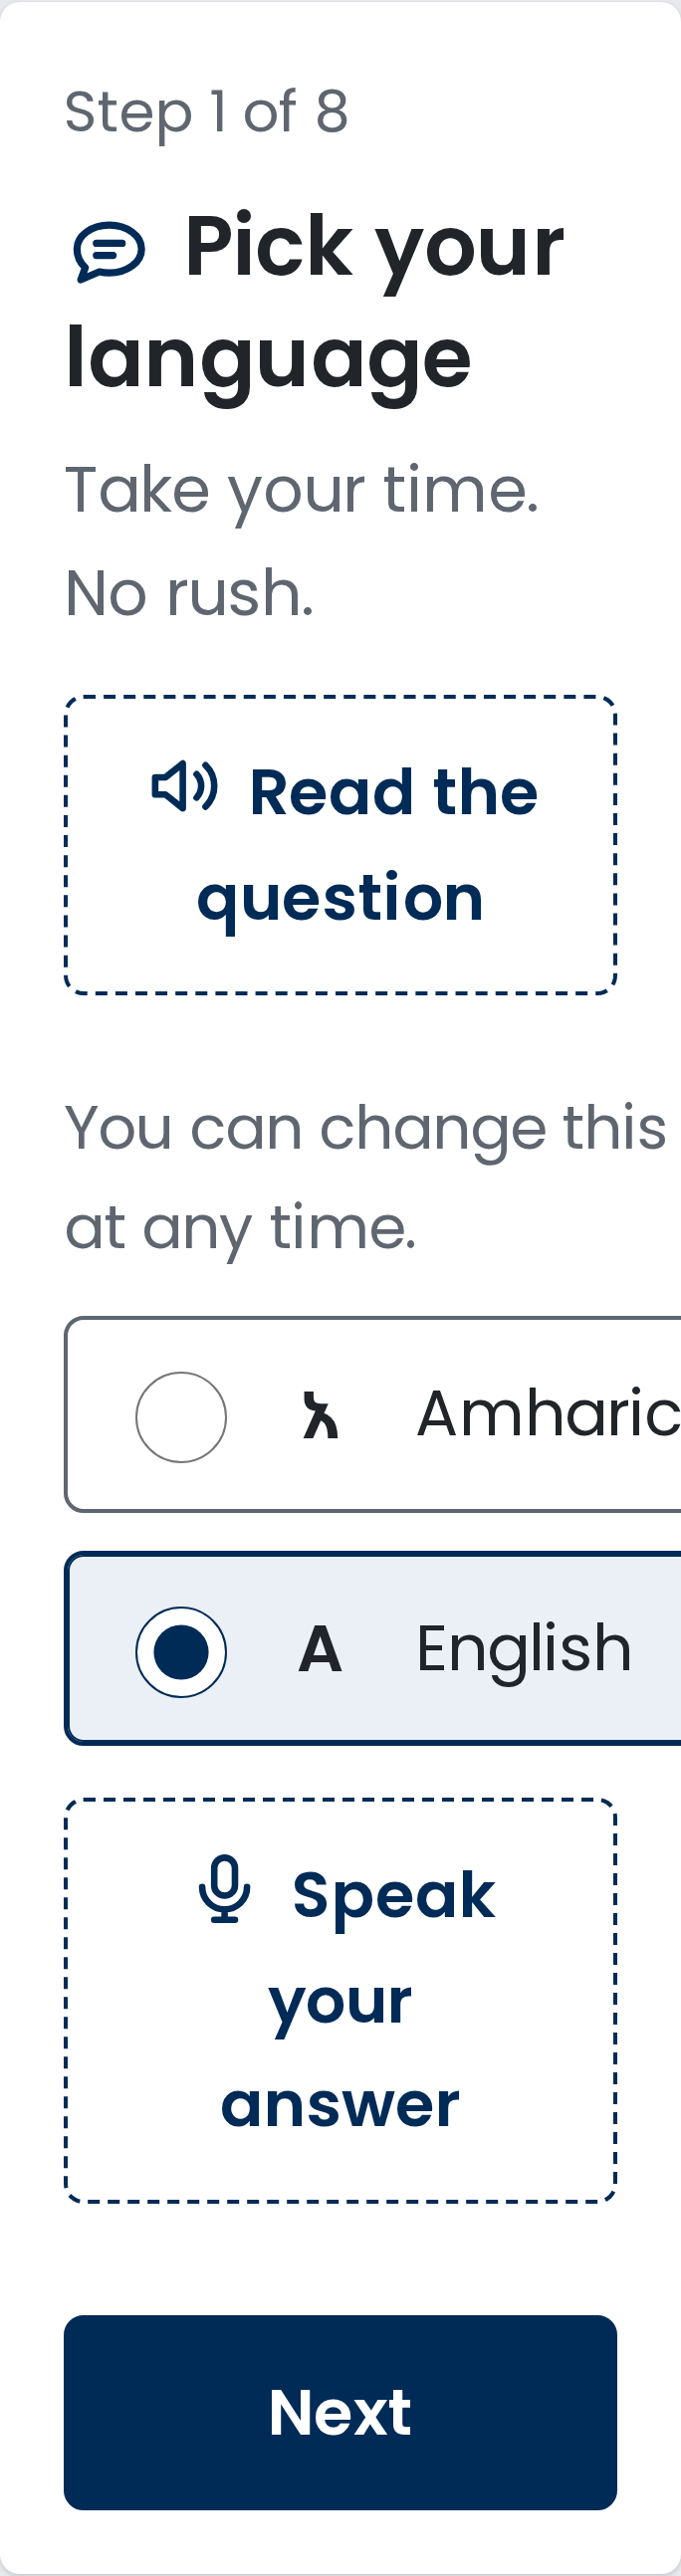 Step 1 of 8
Pick your
language
Take your time.
No rush.
Read the
question
You can change this
at any time.
አ Amharic
A English
Speak
your
answer
Next